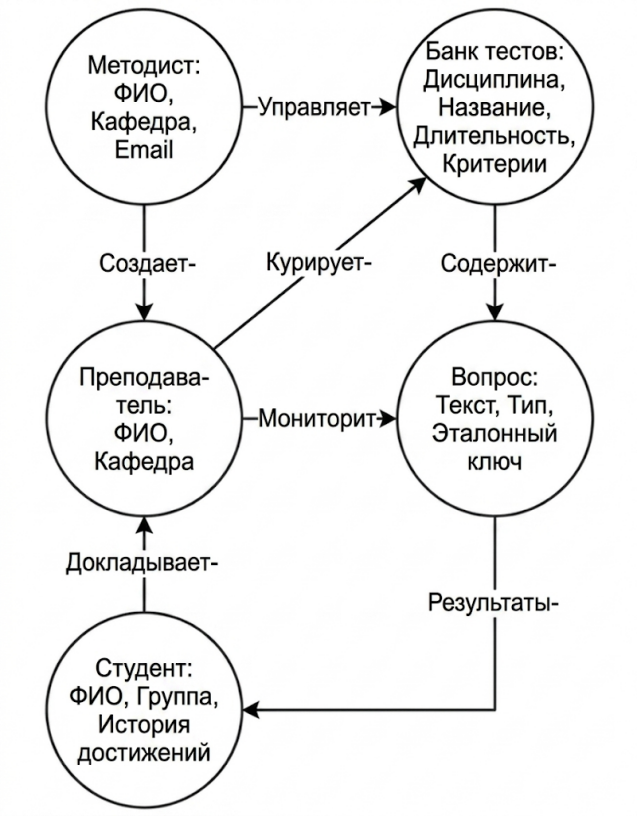 Методист:
ФИО,
Кафедра,
Email
Управляет
Банк тестов:
Дисциплина,
Название,
Длительность,
Критерии
Создает-
Курирует-
Содержит-
Преподава-
тель:
ФИО,
Кафедра
Мониторит
Вопрос:
Текст, Тип,
Эталонный
ключ
Докладывает-
Результаты-
Студент:
ФИО, Группа,
История
достижений